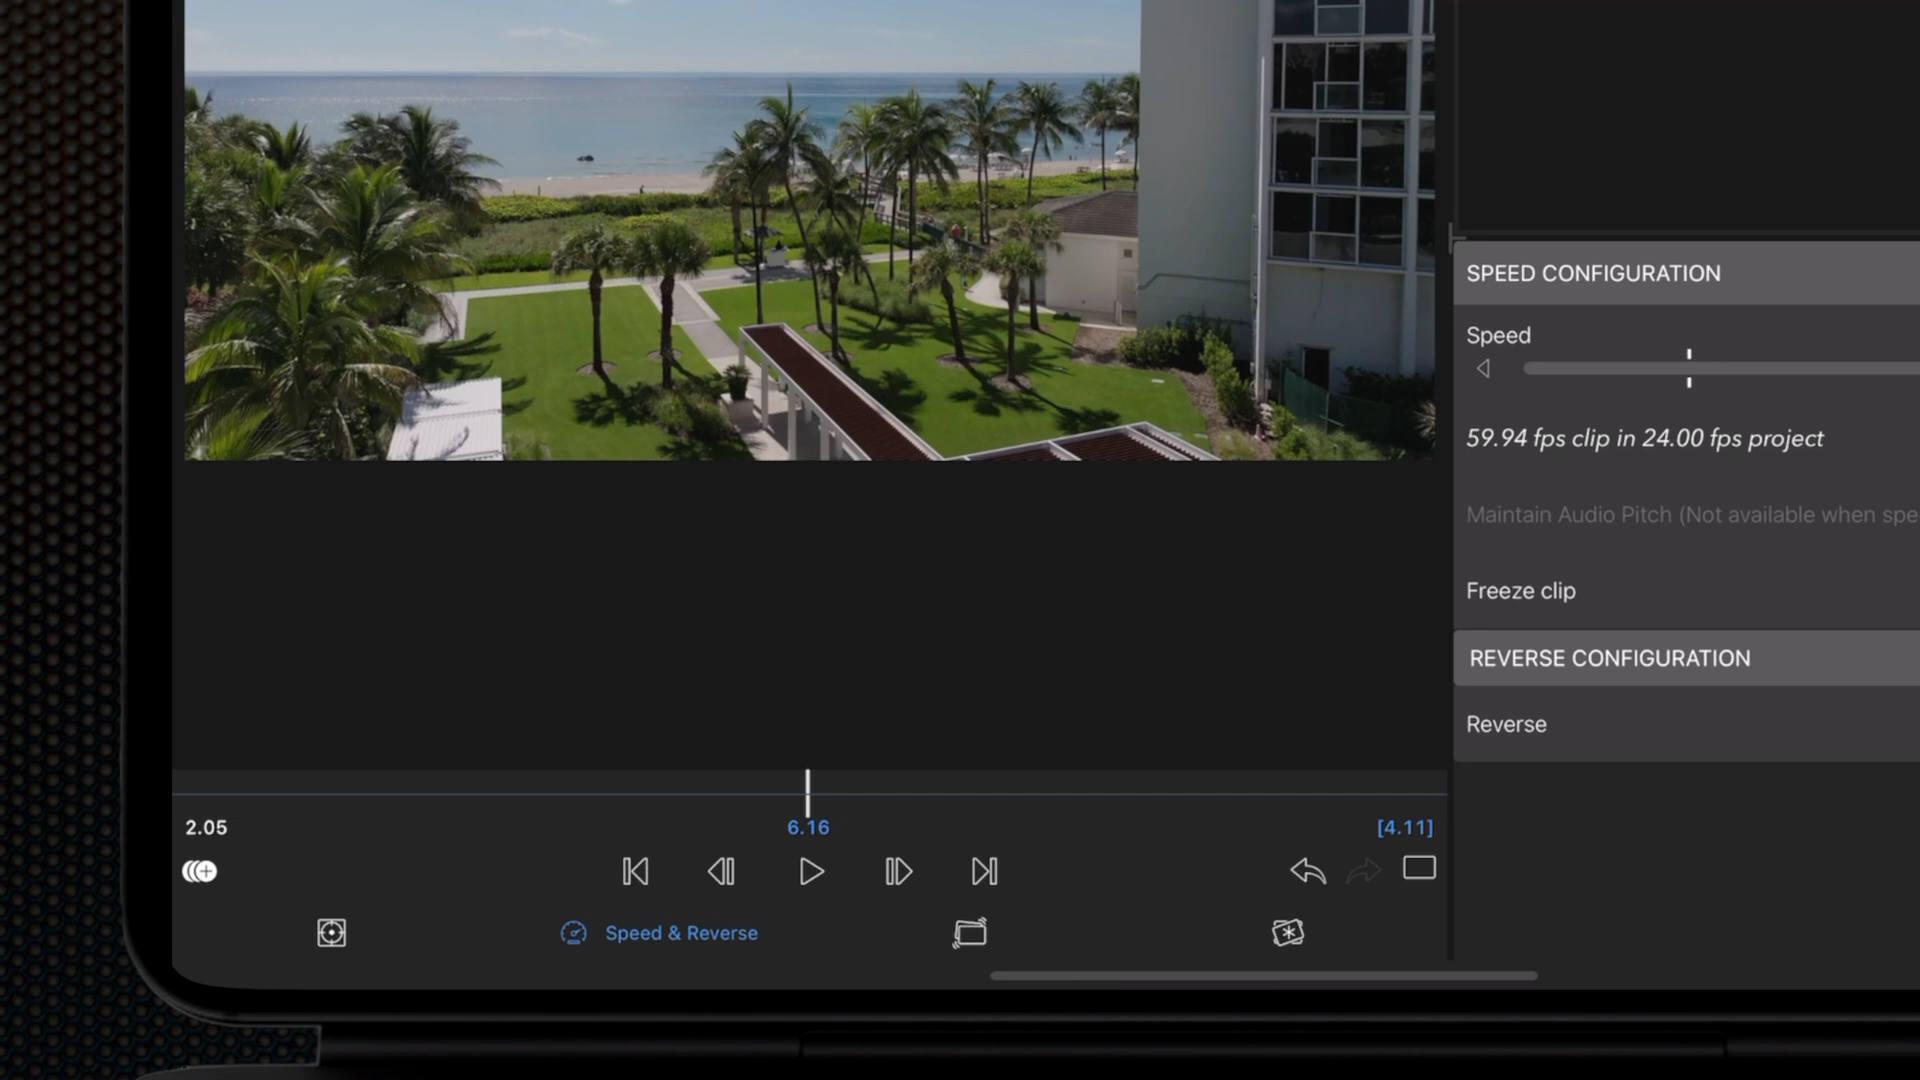 SPEED CONFIGURATION
Speed
59.94 fps clip in 24.00 fps project
Maintain Audio Pitch (Not available when
Freeze clip
REVERSE CONFIGURATION
Reverse
2.05
6.16
[4.11]
Speed & Reverse